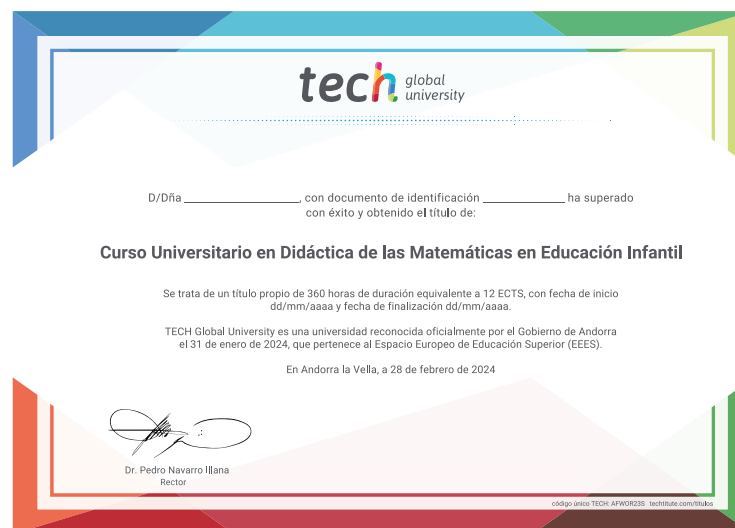 tech global university
D/Dña ____________________, con documento de identificación ______________ ha superado
con éxito y obtenido el título de:
Curso Universitario en Didáctica de las Matemáticas en Educación Infantil
Se trata de un título propio de 360 horas de duración equivalente a 12 ECTS, con fecha de inicio
dd/mm/aaaa y fecha de finalización dd/mm/aaaa.
TECH Global University es una universidad reconocida oficialmente por el Gobierno de Andorra
el 31 de enero de 2024, que pertenece al Espacio Europeo de Educación Superior (EEES).
En Andorra la Vella, a 28 de febrero de 2024
Dr. Pedro Navarro Illana
Rector
código único TECH: AFWOR23S techtitute.com/títulos